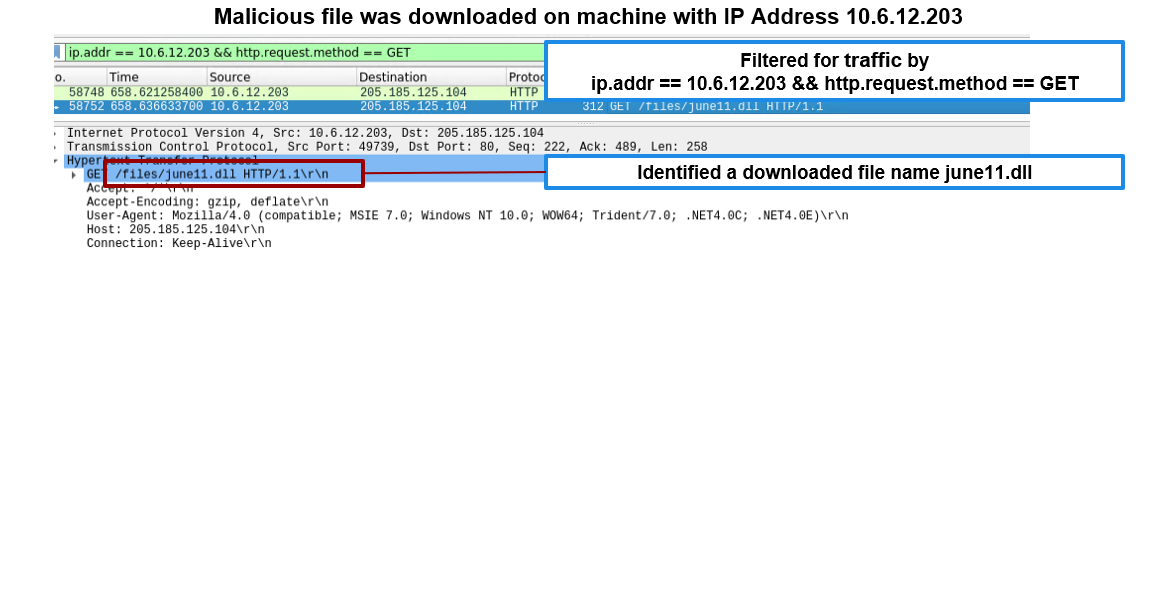 Malicious file was downloaded on machine with IP Address 10.6.12.203
ip.addr == 10.6.12.203 && http.request.method == GET
Filtered for traffic by
ip.addr == 10.6.12.203 && http.request.method == GET
o. Time Source Destination Protoc
58748 658.621258400 10.6.12.203 205.185.125.104 HTTP
58752 658.636633700 10.6.12.203 205.185.125.104 HTTP 312 GET /files/june11.dll HTTP/1.1
Internet Protocol Version 4, Src: 10.6.12.203, Dst: 205.185.125.104
Transmission Control Protocol, Src Port: 49739, Dst Port: 80, Seq: 222, Ack: 489, Len: 258
Hypertext Transfer Protocol
GET /files/june11.dll HTTP/1.1\r\n
Identified a downloaded file name june11.dll
Accept: */*\r\n
Accept-Encoding: gzip, deflate\r\n
User-Agent: Mozilla/4.0 (compatible; MSIE 7.0; Windows NT 10.0; WOW64; Trident/7.0; .NET4.0C; .NET4.0E)\r\n
Host: 205.185.125.104\r\n
Connection: Keep-Alive\r\n